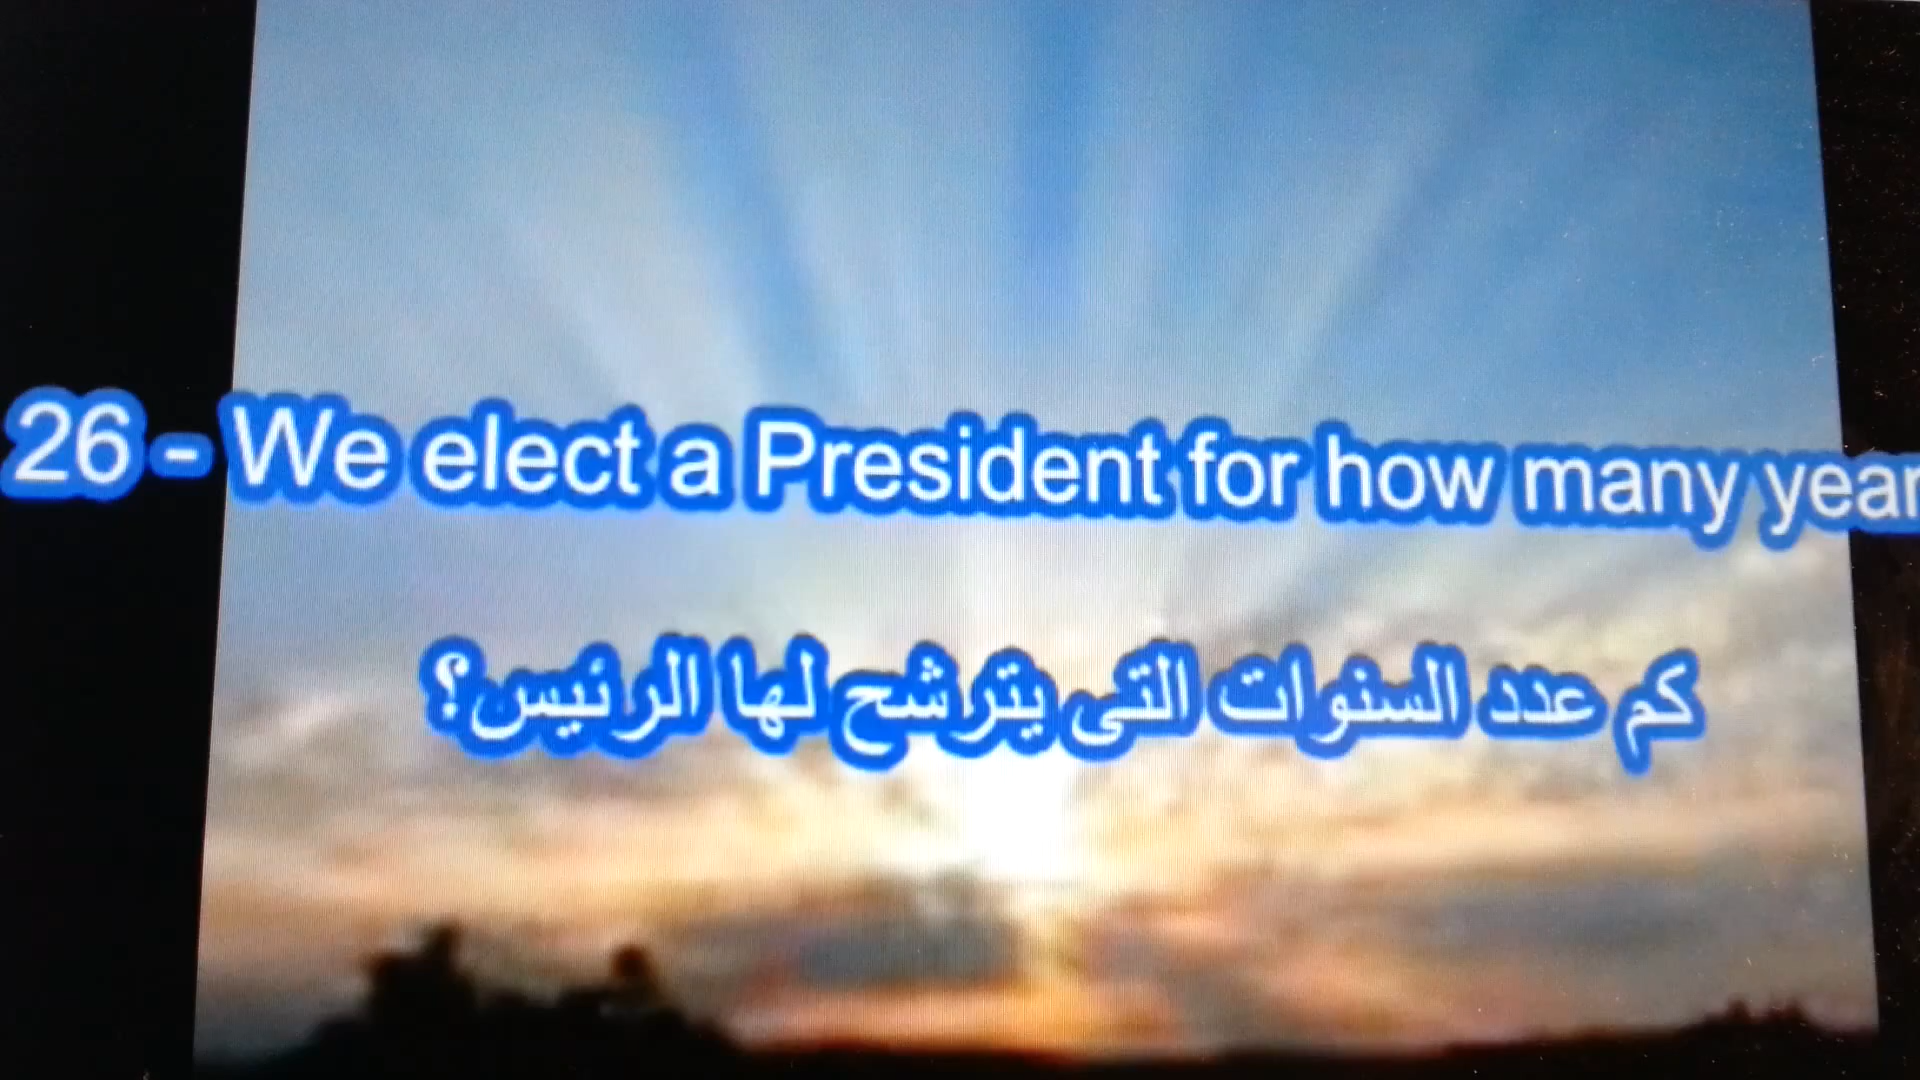 26 - We elect a President for how many year
كم عدد السنوات التى يترشح لها الرئيس؟